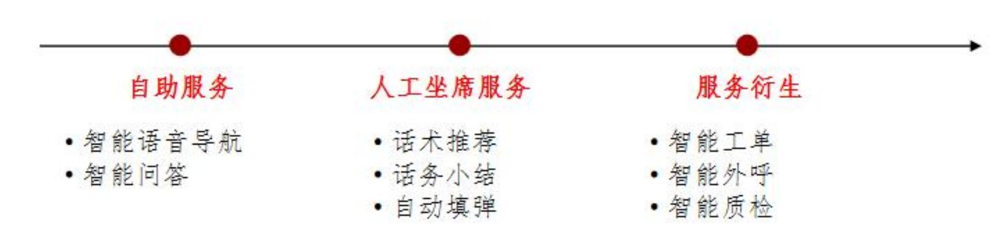 自助服务
• 智能语音导航
• 智能问答
人工坐席服务
• 话术推荐
• 话务小结
• 自动填弹
服务衍生
• 智能工单
• 智能外呼
• 智能质检